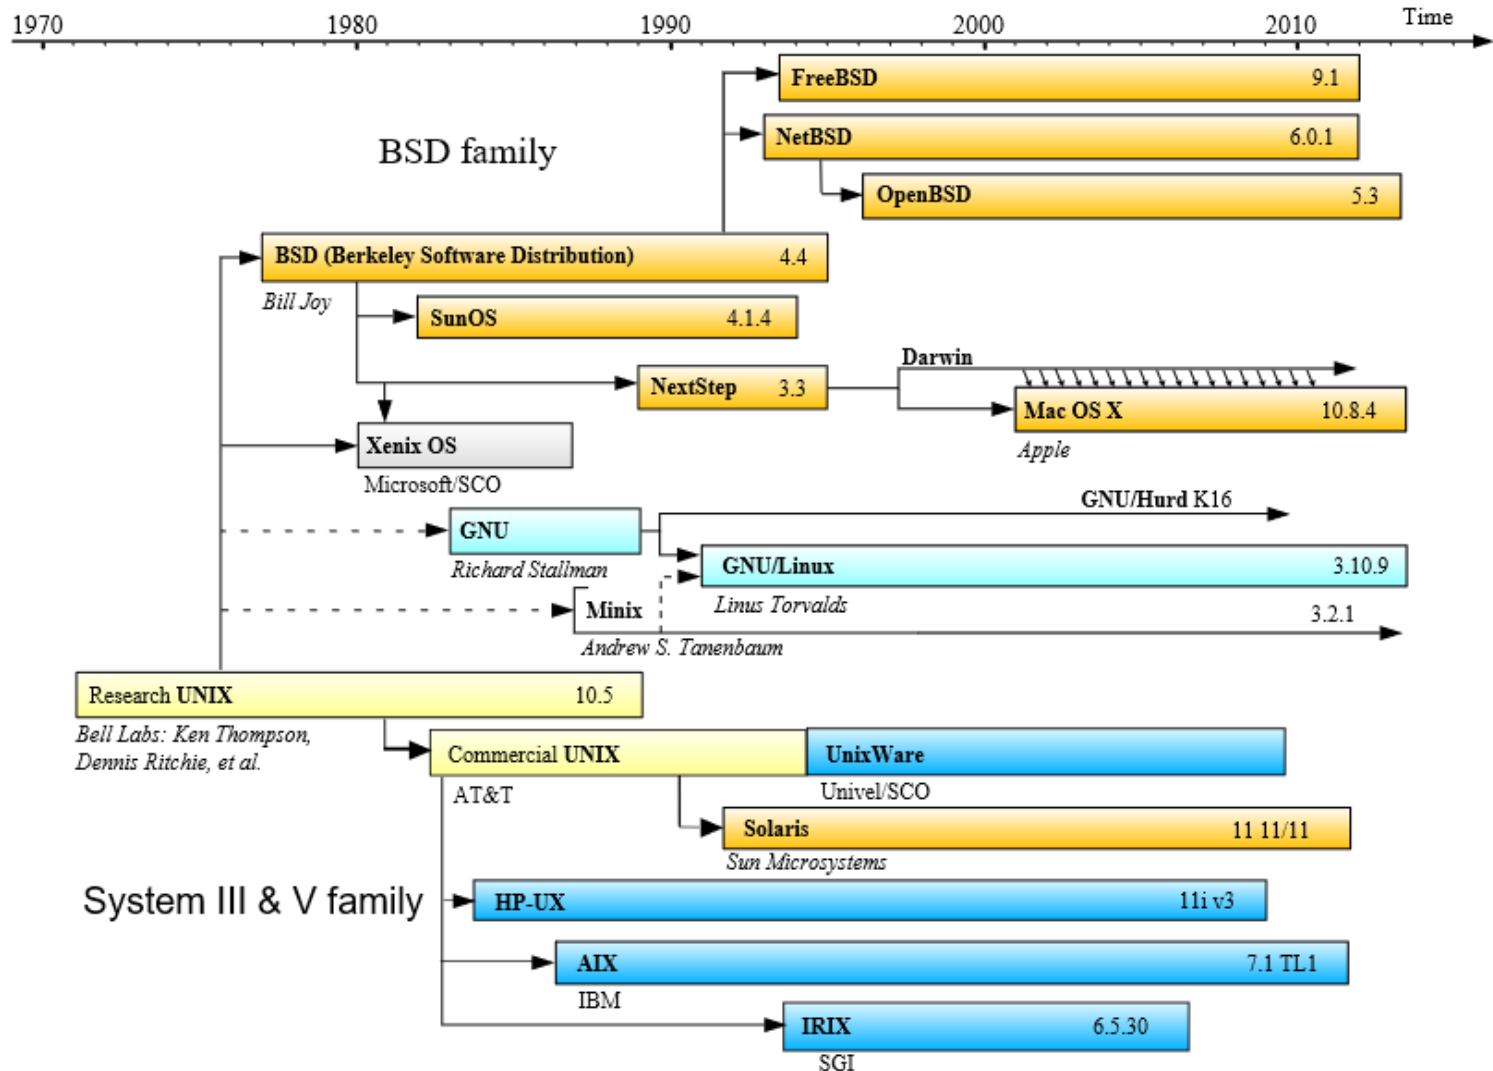 1970 1980 1990 2000 2010 Time
FreeBSD 9.1
BSD family
NetBSD 6.0.1
OpenBSD 5.3
BSD (Berkeley Software Distribution) 4.4
Bill Joy
SunOS 4.1.4
Darwin
NextStep 3.3
Mac OS X 10.8.4
Apple
Xenix OS
Microsoft/SCO
GNU/Hurd K16
GNU
Richard Stallman
GNU/Linux 3.10.9
Linus Torvalds
Minix 3.2.1
Andrew S. Tanenbaum
Research UNIX 10.5
Bell Labs: Ken Thompson,
Dennis Ritchie, et al.
Commercial UNIX
AT&T
UnixWare
Univel/SCO
Solaris 11 11/11
Sun Microsystems
System III & V family
HP-UX 11i v3
AIX 7.1 TL1
IBM
IRIX 6.5.30
SGI